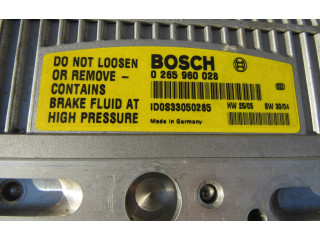 DO NOT LOOSEN
OR REMOVE -
CONTAINS
BRAKE FLUID AT
HIGH PRESSURE
BOSCH
0 265 960 028
ID0S33050285
HW 25/05 SW 30/04
Made in Germany